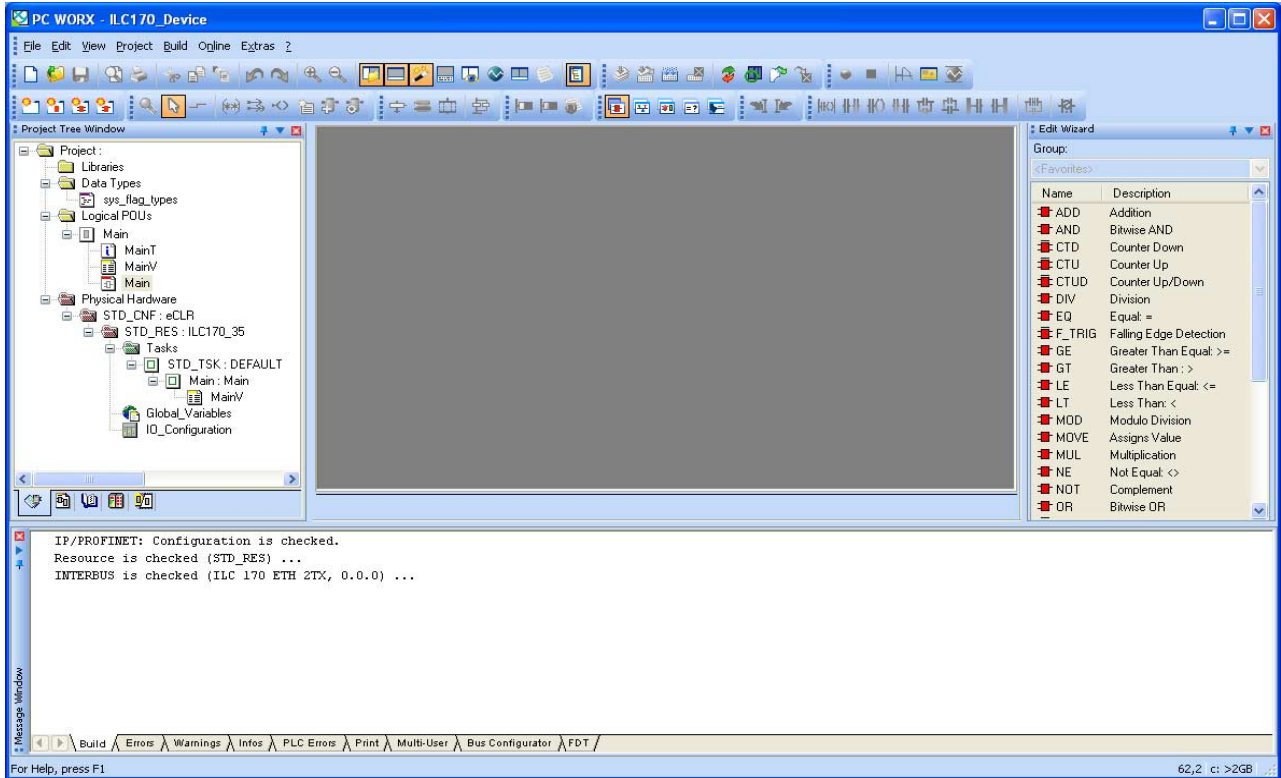 PC WORX - ILC170_Device
File Edit View Project Build Online Extras ?
Project Tree Window
Project :
Libraries
Data Types
sys_flag_types
Logical POUs
Main
MainT
MainV
Main
Physical Hardware
STD_CNF : eCLR
STD_RES : ILC170_35
Tasks
STD_TSK : DEFAULT
Main : Main
MainV
Global_Variables
IO_Configuration
Edit Wizard
Group:
<Favorites>
Name Description
ADD Addition
AND Bitwise AND
CTD Counter Down
CTU Counter Up
CTUD Counter Up/Down
DIV Division
EQ Equal: =
F_TRIG Falling Edge Detection
GE Greater Than Equal: >=
GT Greater Than : >
LE Less Than Equal: <=
LT Less Than: <
MOD Modulo Division
MOVE Assigns Value
MUL Multiplication
NE Not Equal: <>
NOT Complement
OR Bitwise OR
IP/PROFINET: Configuration is checked.
Resource is checked (STD_RES) ...
INTERBUS is checked (ILC 170 ETH 2TX, 0.0.0) ...
Message Window
Build Errors Warnings Infos PLC Errors Print Multi-User Bus Configurator FDT
For Help, press F1
62,2 c: >2GB